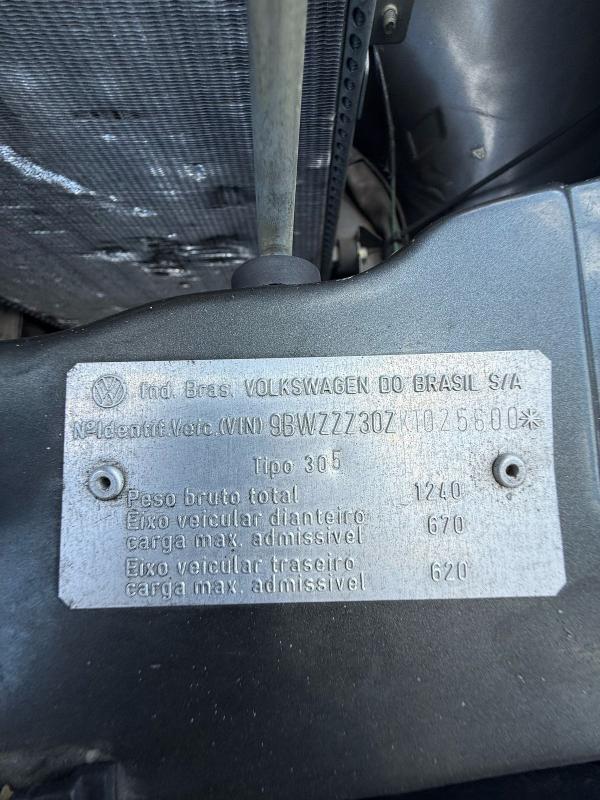 Ind. Bras. VOLKSWAGEN DO BRASIL S/A
NºIdentif.Veic.(VIN) 9BWZZZ30ZKT025600*
Tipo 305
Peso bruto total 1240
Eixo veicular dianteiro
carga max. admissivel 670
Eixo veicular traseiro
carga max. admissivel 620